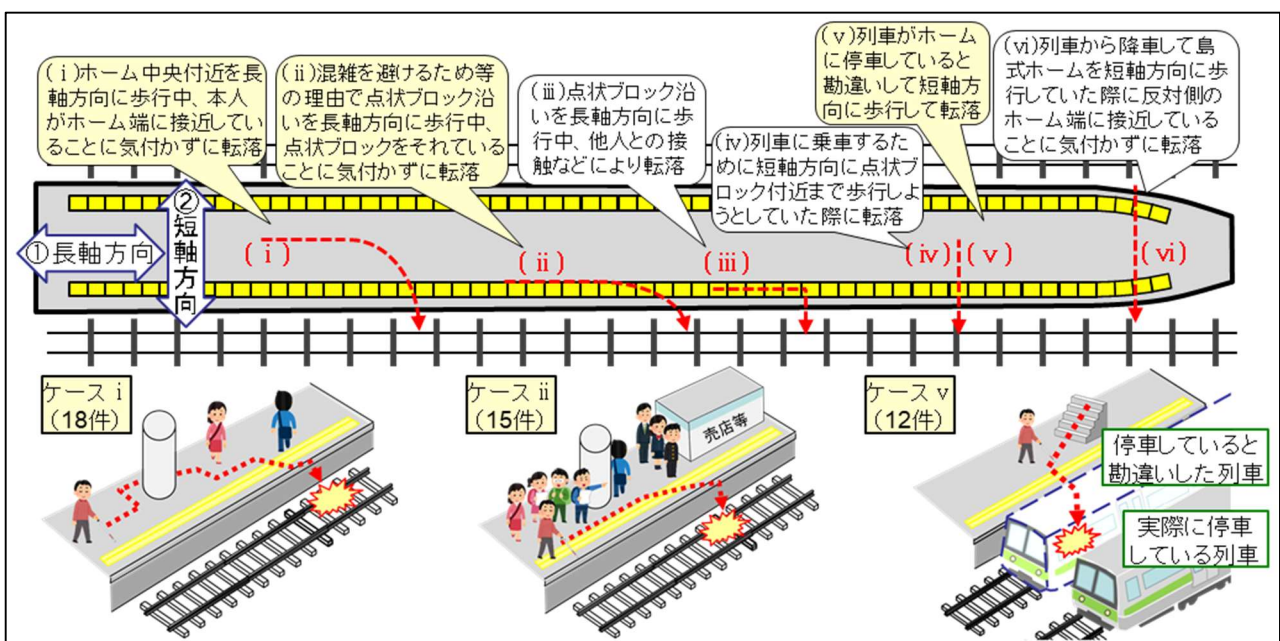 (ⅰ)ホーム中央付近を長
軸方向に歩行中、本人
がホーム端に接近してい
ることに気付かずに転落
(ⅱ)混雑を避けるため等
の理由で点状ブロック沿
いを長軸方向に歩行中、
点状ブロックをそれている
ことに気付かずに転落
(ⅲ)点状ブロック沿
いを長軸方向に歩
行中、他人との接
触などにより転落
(ⅳ)列車に乗車するた
めに短軸方向に点状ブ
ロック付近まで歩行しよ
うとしていた際に転落
(ⅴ)列車がホーム
に停車していると
勘違いして短軸方
向に歩行して転落
(ⅵ)列車から降車して島
式ホームを短軸方向に歩
行していた際に反対側の
ホーム端に接近している
ことに気付かずに転落
①長軸方向
②短軸方向
(ⅰ)
(ⅱ)
(ⅲ)
(ⅳ)
(ⅴ)
(ⅵ)
ケースⅰ
(18件)
ケースⅱ
(15件)
売店等
ケースⅴ
(12件)
停車していると
勘違いした列車
実際に停車
している列車